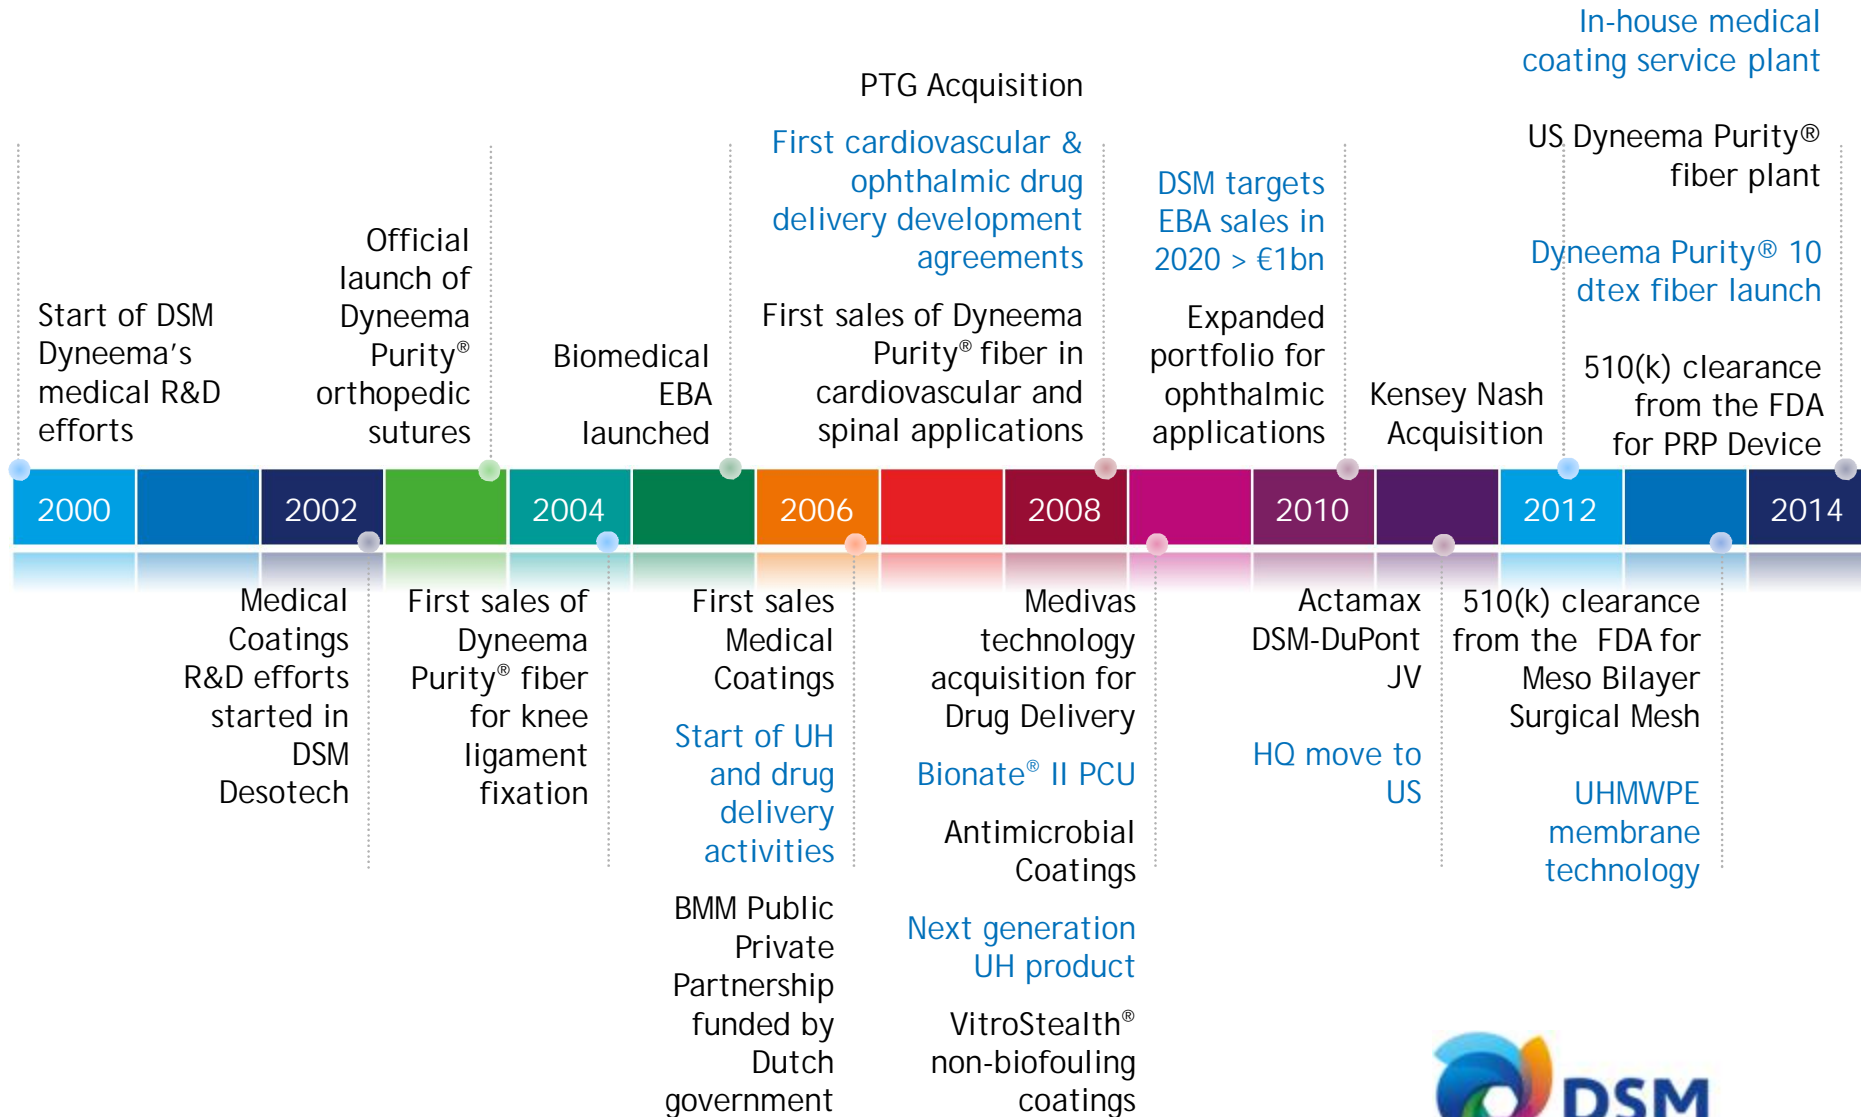 In-house medical
coating service plant
US Dyneema Purity®
fiber plant
Dyneema Purity® 10
dtex fiber launch
510(k) clearance
from the FDA
for PRP Device
PTG Acquisition
First cardiovascular &
ophthalmic drug
delivery development
agreements
First sales of Dyneema
Purity® fiber in
cardiovascular and
spinal applications
DSM targets
EBA sales in
2020 > €1bn
Expanded
portfolio for
ophthalmic
applications
Kensey Nash
Acquisition
Official
launch of
Dyneema
Purity®
orthopedic
sutures
Start of DSM
Dyneema’s
medical R&D
efforts
Biomedical
EBA
launched
2000
2002
2004
2006
2008
2010
2012
2014
Medical
Coatings
R&D efforts
started in
DSM
Desotech
First sales of
Dyneema
Purity® fiber
for knee
ligament
fixation
First sales
Medical
Coatings
Start of UH
and drug
delivery
activities
BMM Public
Private
Partnership
funded by
Dutch
government
Medivas
technology
acquisition for
Drug Delivery
Bionate® II PCU
Antimicrobial
Coatings
Next generation
UH product
VitroStealth®
non-biofouling
coatings
Actamax
DSM-DuPont
JV
HQ move to
US
510(k) clearance
from the FDA for
Meso Bilayer
Surgical Mesh
UHMWPE
membrane
technology
DSM